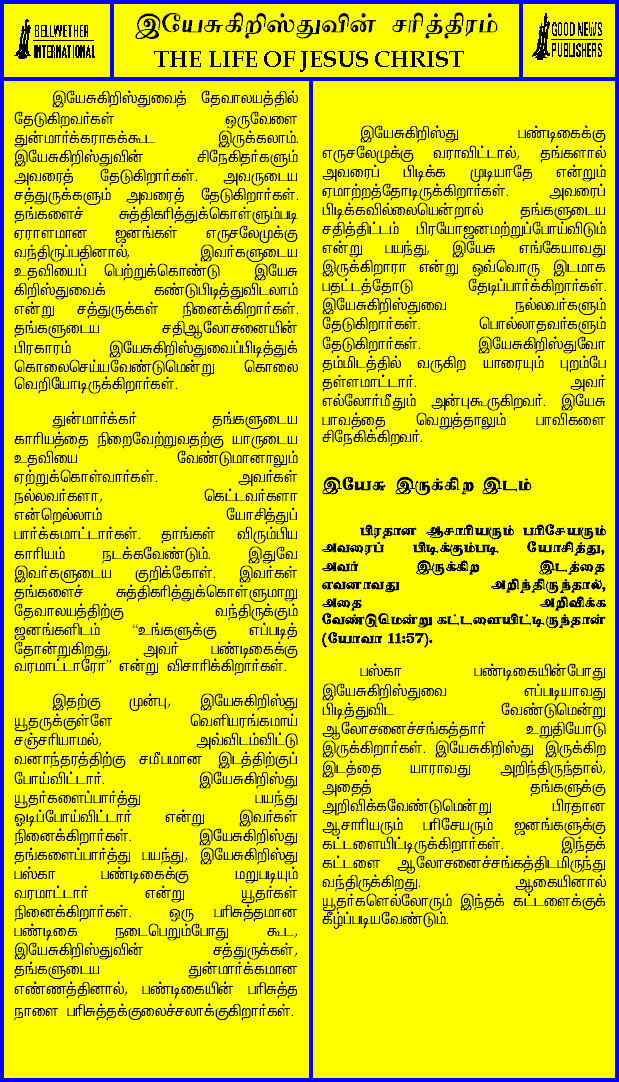 BELLWETHER
INTERNATIONAL
இயேசுகிறிஸ்துவின் சரித்திரம்
THE LIFE OF JESUS CHRIST
GOOD NEWS
PUBLISHERS
இயேசுகிறிஸ்துவைத் தேவாலயத்தில்
தேடுகிறவர்கள் ஒருவேளை
துன்மார்க்கராகக்கூட இருக்கலாம்.
இயேசுகிறிஸ்துவின் சிநேகிதர்களும்
அவரைத் தேடுகிறார்கள். அவருடைய
சத்துருக்களும் அவரைத் தேடுகிறார்கள்.
தங்களைச் சுத்திகரித்துக்கொள்ளும்படி
ஏராளமான ஜனங்கள் எருசலேமுக்கு
வந்திருப்பதினால், இவர்களுடைய
உதவியைப் பெற்றுக்கொண்டு இயேசு
கிறிஸ்துவைக் கண்டுபிடித்துவிடலாம்
என்று சத்துருக்கள் நினைக்கிறார்கள்.
தங்களுடைய சதிஆலோசனையின்
பிரகாரம் இயேசுகிறிஸ்துவைப்பிடித்துக்
கொலைசெய்யவேண்டுமென்று கொலை
வெறியோடிருக்கிறார்கள்.
துன்மார்க்கர் தங்களுடைய
காரியத்தை நிறைவேற்றுவதற்கு யாருடைய
உதவியை வேண்டுமானாலும்
ஏற்றுக்கொள்வார்கள். அவர்கள்
நல்லவர்களா, கெட்டவர்களா
என்றெல்லாம் யோசித்துப்
பார்க்கமாட்டார்கள். தாங்கள் விரும்பிய
காரியம் நடக்கவேண்டும். இதுவே
இவர்களுடைய குறிக்கோள். இவர்கள்
தங்களைச் சுத்திகரித்துக்கொள்ளுமாறு
தேவாலயத்திற்கு வந்திருக்கும்
ஜனங்களிடம் “உங்களுக்கு எப்படித்
தோன்றுகிறது, அவர் பண்டிகைக்கு
வரமாட்டாரோ” என்று விசாரிக்கிறார்கள்.
இதற்கு முன்பு, இயேசுகிறிஸ்து
யூதருக்குள்ளே வெளியரங்கமாய்
சஞ்சரியாமல், அவ்விடம்விட்டு
வனாந்தரத்திற்கு சமீபமான இடத்திற்குப்
போய்விட்டார். இயேசுகிறிஸ்து
யூதர்களைப்பார்த்து பயந்து
ஓடிப்போய்விட்டார் என்று இவர்கள்
நினைக்கிறார்கள். இயேசுகிறிஸ்து
தங்களைப்பார்த்து பயந்து, இயேசுகிறிஸ்து
பஸ்கா பண்டிகைக்கு மறுபடியும்
வரமாட்டார் என்று யூதர்கள்
நினைக்கிறார்கள். ஒரு பரிசுத்தமான
பண்டிகை நடைபெறும்போது கூட,
இயேசுகிறிஸ்துவின் சத்துருக்கள்,
தங்களுடைய துன்மார்க்கமான
எண்ணத்தினால், பண்டிகையின் பரிசுத்த
நாளை பரிசுத்தக்குலைச்சலாக்குகிறார்கள்.
இயேசுகிறிஸ்து பண்டிகைக்கு
எருசலேமுக்கு வராவிட்டால், தங்களால்
அவரைப் பிடிக்க முடியாதே என்றும்
ஏமாற்றத்தோடிருக்கிறார்கள். அவரைப்
பிடிக்கவில்லையென்றால் தங்களுடைய
சதித்திட்டம் பிரயோஜனமற்றுப்போய்விடும்
என்று பயந்து, இயேசு எங்கேயாவது
இருக்கிறாரா என்று ஒவ்வொரு இடமாக
பதட்டத்தோடு தேடிப்பார்க்கிறார்கள்.
இயேசுகிறிஸ்துவை நல்லவர்களும்
தேடுகிறார்கள். பொல்லாதவர்களும்
தேடுகிறார்கள். இயேசுகிறிஸ்துவோ
தம்மிடத்தில் வருகிற யாரையும் புறம்பே
தள்ளமாட்டார். அவர்
எல்லோர்மீதும் அன்புகூருகிறவர். இயேசு
பாவத்தை வெறுத்தாலும் பாவிகளை
சிநேகிக்கிறவர்.
இயேசு இருக்கிற இடம்
பிரதான ஆசாரியரும் பரிசேயரும்
அவரைப் பிடிக்கும்படி யோசித்து,
அவர் இருக்கிற இடத்தை
எவனாவது அறிந்திருந்தால்,
அதை அறிவிக்க
வேண்டுமென்று கட்டளையிட்டிருந்தான்
(யோவா 11:57).
பஸ்கா பண்டிகையின்போது
இயேசுகிறிஸ்துவை எப்படியாவது
பிடித்துவிட வேண்டுமென்று
ஆலோசனைச்சங்கத்தார் உறுதியோடு
இருக்கிறார்கள். இயேசுகிறிஸ்து இருக்கிற
இடத்தை யாராவது அறிந்திருந்தால்,
அதைத் தங்களுக்கு
அறிவிக்கவேண்டுமென்று பிரதான
ஆசாரியரும் பரிசேயரும் ஜனங்களுக்கு
கட்டளையிட்டிருக்கிறார்கள். இந்தக்
கட்டளை ஆலோசனைச்சங்கத்திடமிருந்து
வந்திருக்கிறது. ஆகையினால்
யூதர்களெல்லோரும் இந்தக் கட்டளைக்குக்
கீழ்ப்படியவேண்டும்.